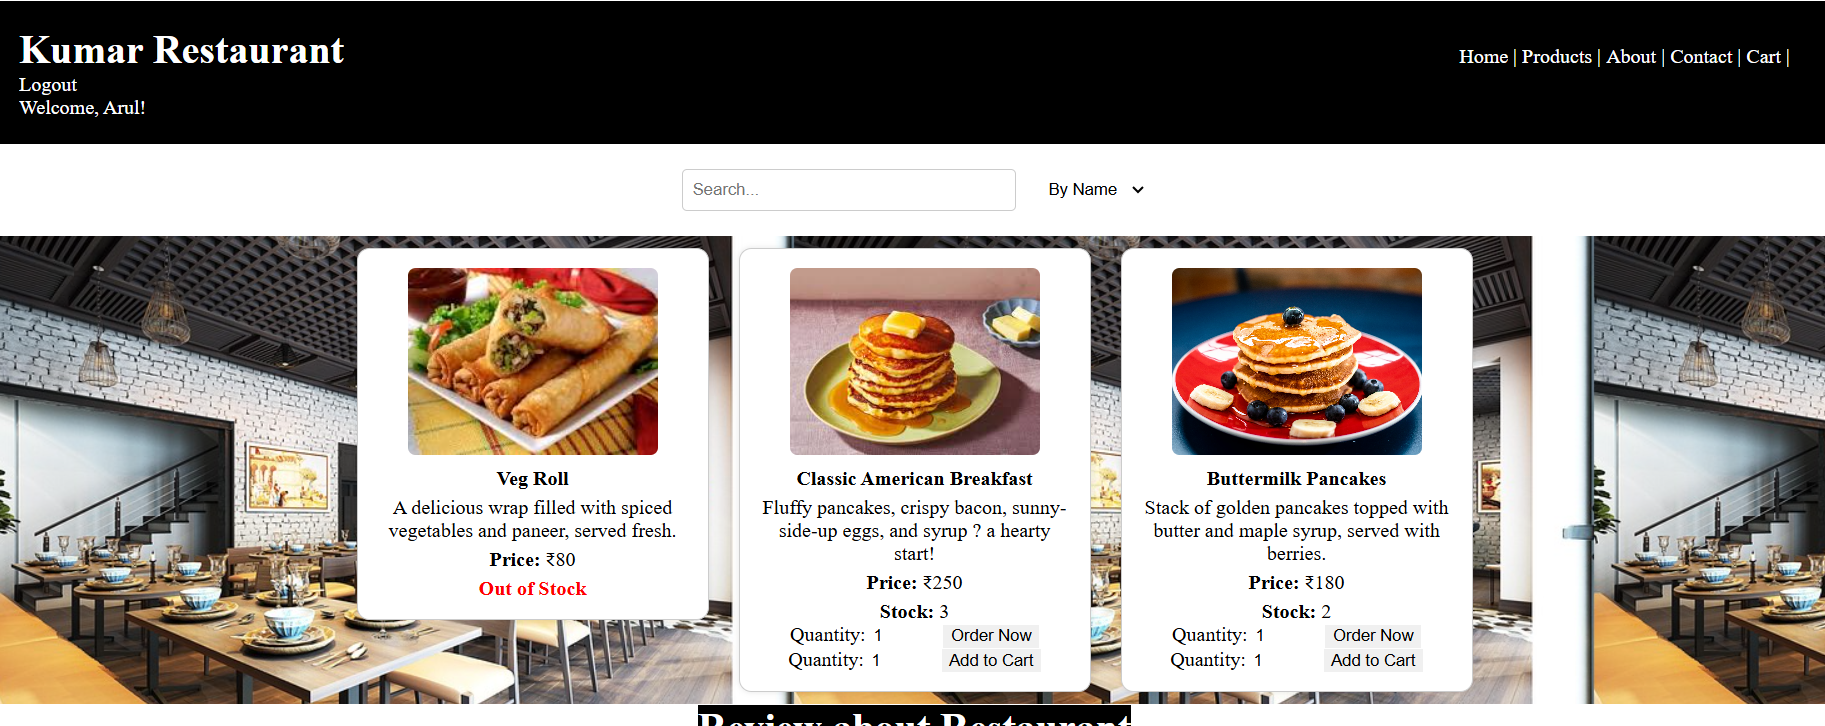 Kumar Restaurant
Logout
Welcome, Arul!
Home | Products | About | Contact | Cart |
Search...
By Name
Veg Roll
A delicious wrap filled with spiced
vegetables and paneer, served fresh.
Price: ₹80
Out of Stock
Classic American Breakfast
Fluffy pancakes, crispy bacon, sunny-
side-up eggs, and syrup ? a hearty
start!
Price: ₹250
Stock: 3
Quantity: 1 Order Now
Quantity: 1 Add to Cart
Buttermilk Pancakes
Stack of golden pancakes topped with
butter and maple syrup, served with
berries.
Price: ₹180
Stock: 2
Quantity: 1 Order Now
Quantity: 1 Add to Cart
Review about Restaurant